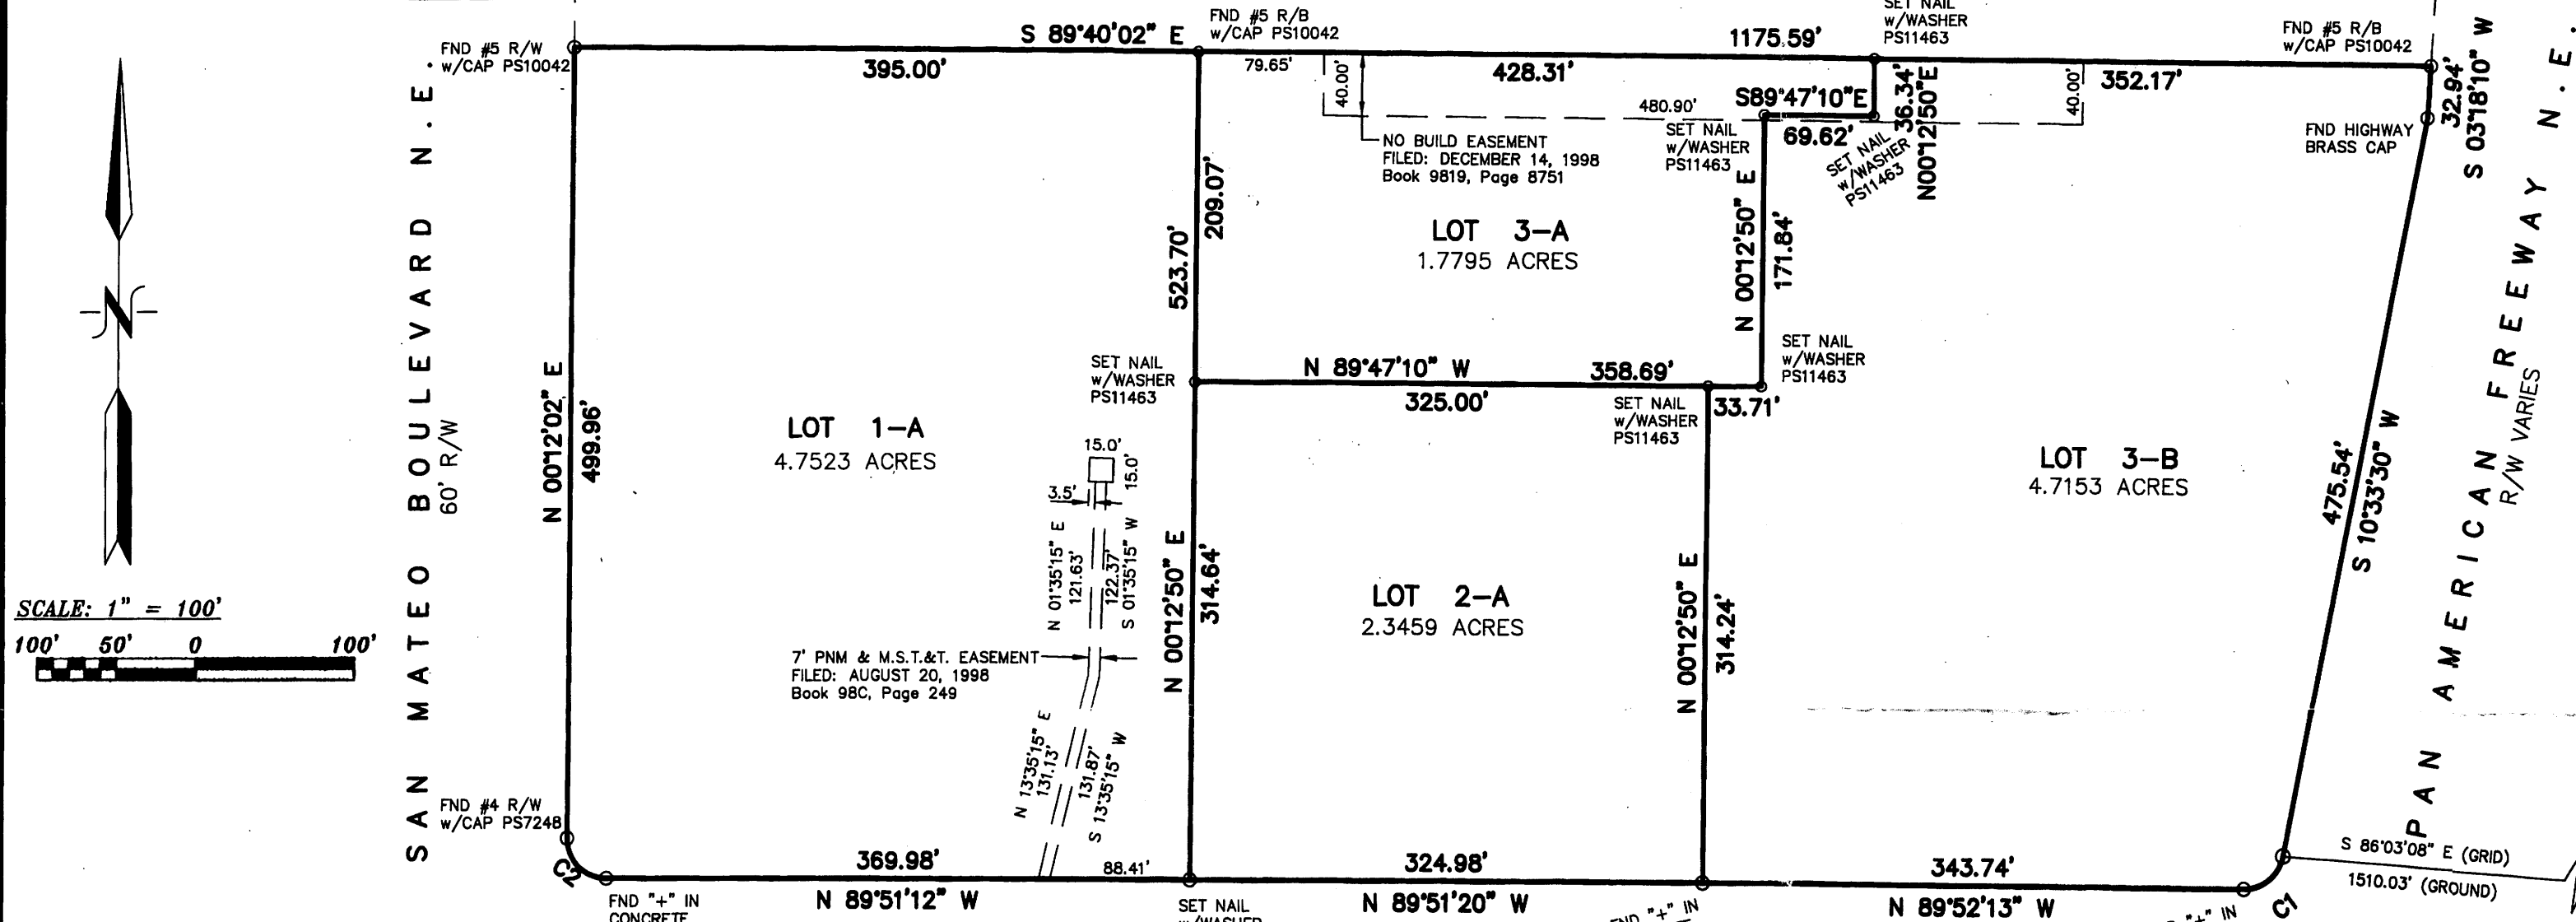 FND #5 R/W
w/CAP PS10042
S 89°40'02" E
FND #5 R/B
w/CAP PS10042
1175.59'
SET NAIL
w/WASHER
PS11463
FND #5 R/B
w/CAP PS10042
395.00'
79.65'
40.00'
428.31'
480.90'
S89°47'10"E
69.62'
36.34'
N00°12'50"E
40.00'
352.17'
32.94'
S 03°18'10" W
FND HIGHWAY
BRASS CAP
NO BUILD EASEMENT
FILED: DECEMBER 14, 1998
Book 9819, Page 8751
SET NAIL
w/WASHER
PS11463
SET NAIL
w/WASHER
PS11463
209.07'
523.70'
LOT 3-A
1.7795 ACRES
N 00°12'50" E
171.84'
SET NAIL
w/WASHER
PS11463
N 89°47'10" W
358.69'
325.00'
33.71'
SET NAIL
w/WASHER
PS11463
SET NAIL
w/WASHER
PS11463
SAN MATEO BOULEVARD N.E.
60' R/W
N 00°12'02" E
499.96'
LOT 1-A
4.7523 ACRES
15.0'
15.0'
3.5'
N 01°35'15" E
121.63'
122.37'
S 01°35'15" W
7' PNM & M.S.T.&T. EASEMENT
FILED: AUGUST 20, 1998
Book 98C, Page 249
N 13°35'15" E
131.13'
131.87'
S 13°35'15" W
N 00°12'50" E
314.64'
LOT 2-A
2.3459 ACRES
N 00°12'50" E
314.24'
LOT 3-B
4.7153 ACRES
475.54'
S 10°33'30" W
PAN AMERICAN FREEWAY N.E.
R/W VARIES
N
SCALE: 1" = 100'
100' 50' 0 100'
FND #4 R/W
w/CAP PS7248
C2
369.98'
88.41'
324.98'
343.74'
S 86°03'08" E (GRID)
1510.03' (GROUND)
C1
FND "+" IN
CONCRETE
N 89°51'12" W
SET NAIL
w/WASHER
N 89°51'20" W
FND "+" IN
N 89°52'13" W
"+" IN